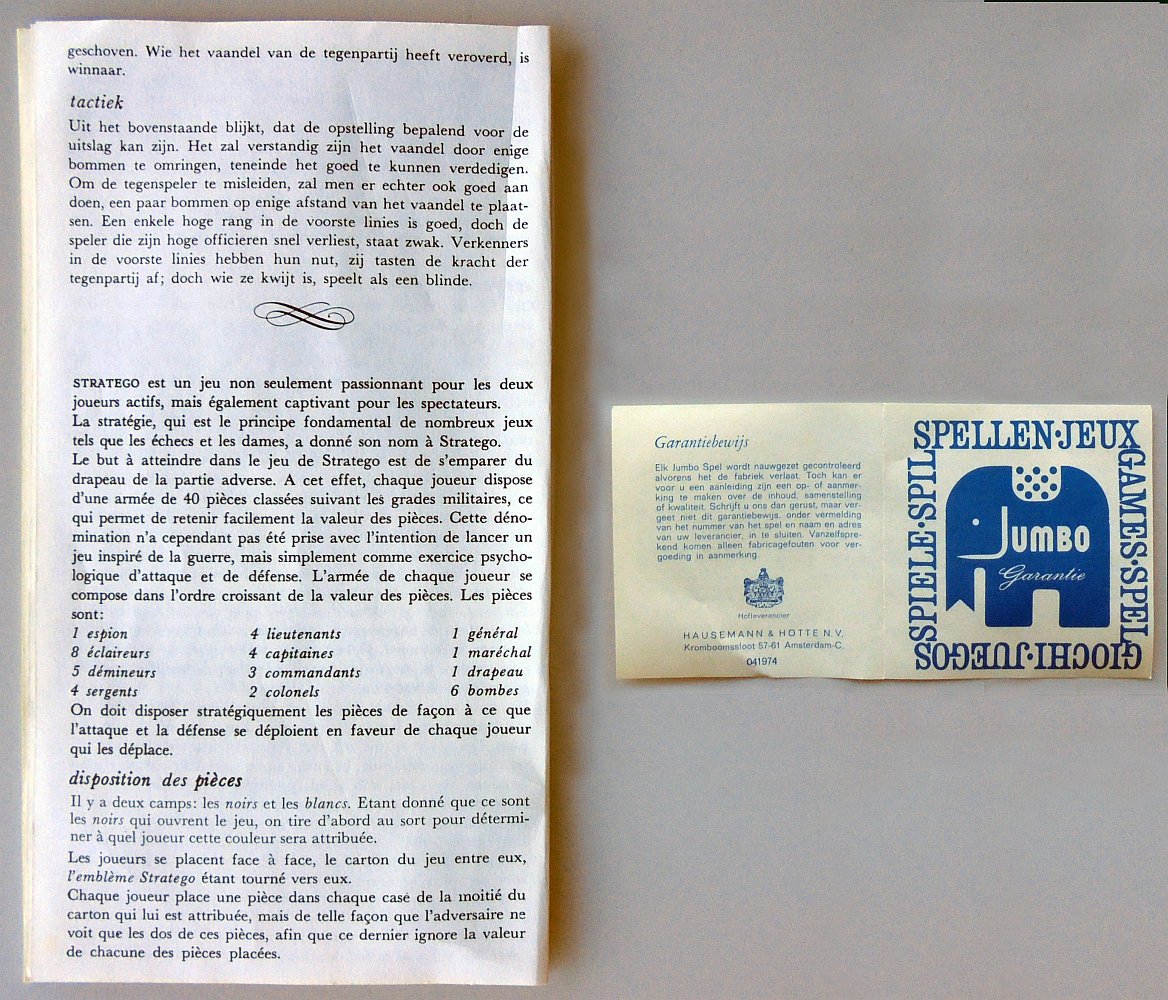 geschoven. Wie het vaandel van de tegenpartij heeft veroverd, is
winnaar.
tactiek
Uit het bovenstaande blijkt, dat de opstelling bepalend voor de
uitslag kan zijn. Het zal verstandig zijn het vaandel door enige
bommen te omringen, teneinde het goed te kunnen verdedigen.
Om de tegenspeler te misleiden, zal men er echter ook goed aan
doen, een paar bommen op enige afstand van het vaandel te plaat-
sen. Een enkele hoge rang in de voorste linies is goed, doch de
speler die zijn hoge officieren snel verliest, staat zwak. Verkenners
in de voorste linies hebben hun nut, zij tasten de kracht der
tegenpartij af; doch wie ze kwijt is, speelt als een blinde.
STRATEGO est un jeu non seulement passionnant pour les deux
joueurs actifs, mais également captivant pour les spectateurs.
La stratégie, qui est le principe fondamental de nombreux jeux
tels que les échecs et les dames, a donné son nom à Stratego.
Le but à atteindre dans le jeu de Stratego est de s'emparer du
drapeau de la partie adverse. A cet effet, chaque joueur dispose
d'une armée de 40 pièces classées suivant les grades militaires, ce
qui permet de retenir facilement la valeur des pièces. Cette déno-
mination n'a cependant pas été prise avec l'intention de lancer un
jeu inspiré de la guerre, mais simplement comme exercice psycho-
logique d'attaque et de défense. L'armée de chaque joueur se
compose dans l'ordre croissant de la valeur des pièces. Les pièces
sont:
1 espion 4 lieutenants 1 général
8 éclaireurs 4 capitaines 1 maréchal
5 démineurs 3 commandants 1 drapeau
4 sergents 2 colonels 6 bombes
On doit disposer stratégiquement les pièces de façon à ce que
l'attaque et la défense se déploient en faveur de chaque joueur
qui les déplace.
disposition des pièces
Il y a deux camps: les noirs et les blancs. Etant donné que ce sont
les noirs qui ouvrent le jeu, on tire d'abord au sort pour détermi-
ner à quel joueur cette couleur sera attribuée.
Les joueurs se placent face à face, le carton du jeu entre eux,
l'emblème Stratego étant tourné vers eux.
Chaque joueur place une pièce dans chaque case de la moitié du
carton qui lui est attribuée, mais de telle façon que l'adversaire ne
voit que les dos de ces pièces, afin que ce dernier ignore la valeur
de chacune des pièces placées.
Garantiebewijs
Elk Jumbo Spel wordt nauwgezet gecontroleerd
alvorens het de fabriek verlaat. Toch kan er
voor u een aanleiding zijn een op- of aanmer-
king te maken over de inhoud, samenstelling
of kwaliteit. Schrijft u ons dan gerust, maar ver-
geet niet dit garantiebewijs, onder vermelding
van het nummer van het spel en naam en adres
van uw leverancier, in te sluiten. Vanzelfspre-
kend komen alleen fabricagefouten voor ver-
goeding in aanmerking.
Hofleverancier
HAUSEMANN & HÖTTE N.V.
Kromboomssloot 57-61 Amsterdam-C.
041974
SPELLEN·JEUX
GAMES·SPEL
GIOCHI·JUEGOS
SPIELE·SPIL
JUMBO
Garantie